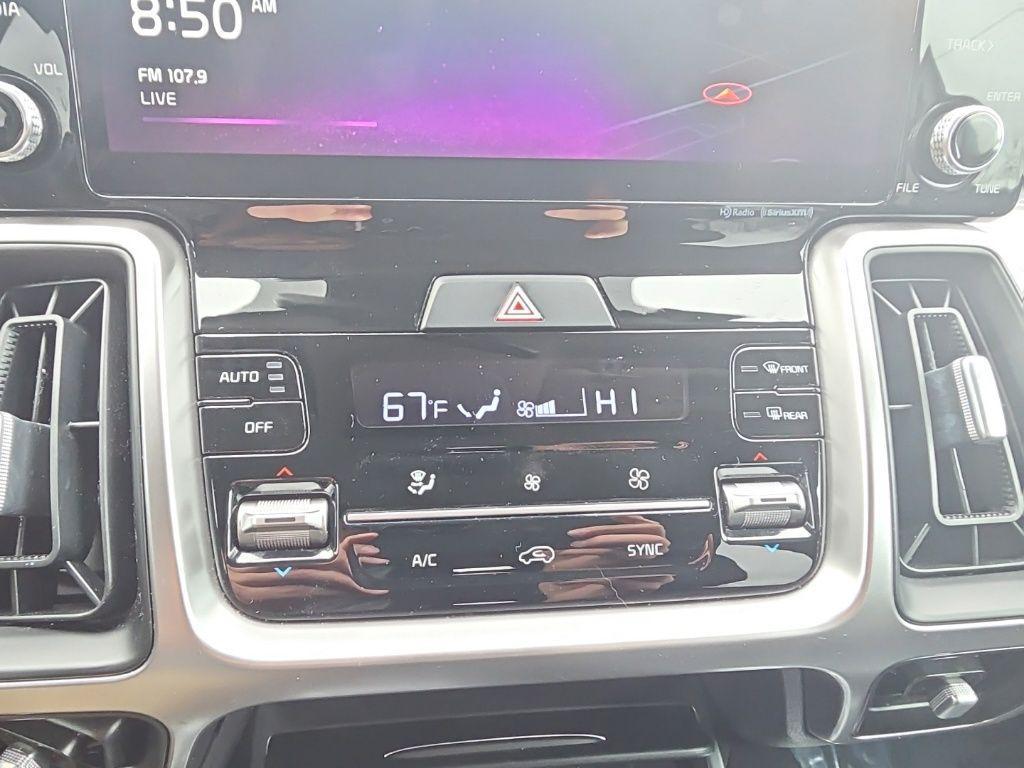 8:50 AM
VOL
FM 107.9
LIVE
TRACK >
ENTER
FILE
TUNE
HD Radio ((SiriusXM))
AUTO
OFF
67°F
HI
FRONT
REAR
A/C
SYNC